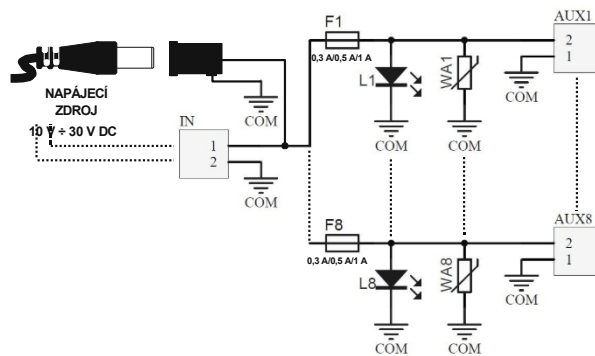 AUX1
F1
2
1
0,3 A/0,5 A/1 A
L1
WA1
COM
COM
COM
COM
NAPÁJECÍ
ZDROJ
10 V ÷ 30 V DC
IN
1
2
COM
AUX8
F8
2
1
0,3 A/0,5 A/1 A
L8
WA8
COM
COM
COM